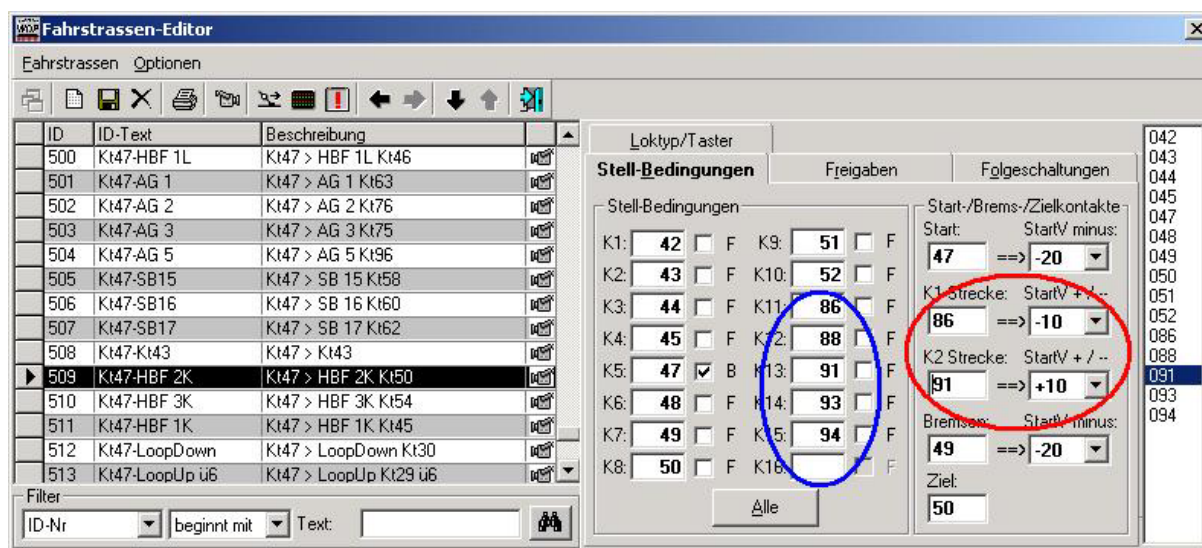 Fahrstrassen-Editor
Fahrstrassen Optionen
ID ID-Text Beschreibung
500 Kt47-HBF 1L Kt47 > HBF 1L Kt46
501 Kt47-AG 1 Kt47 > AG 1 Kt63
502 Kt47-AG 2 Kt47 > AG 2 Kt76
503 Kt47-AG 3 Kt47 > AG 3 Kt75
504 Kt47-AG 5 Kt47 > AG 5 Kt96
505 Kt47-SB15 Kt47 > SB 15 Kt58
506 Kt47-SB16 Kt47 > SB 16 Kt60
507 Kt47-SB17 Kt47 > SB 17 Kt62
508 Kt47-Kt43 Kt47 > Kt43
509 Kt47-HBF 2K Kt47 > HBF 2K Kt50
510 Kt47-HBF 3K Kt47 > HBF 3K Kt54
511 Kt47-HBF 1K Kt47 > HBF 1K Kt45
512 Kt47-LoopDown Kt47 > LoopDown Kt30
513 Kt47-LoopUp ü6 Kt47 > LoopUp Kt29 ü6
Filter
ID-Nr beginnt mit Text:
Loktyp/Taster
Stell-Bedingungen Freigaben Folgeschaltungen
Stell-Bedingungen
K1: 42 F K9: 51 F
K2: 43 F K10: 52 F
K3: 44 F K11: 86 F
K4: 45 F K12: 88 F
K5: 47 B K13: 91 F
K6: 48 F K14: 93 F
K7: 49 F K15: 94 F
K8: 50 F K16: F
Alle
Start-/Brems-/Zielkontakte
Start: StartV minus:
47 ==> -20
K1 Strecke: StartV + / --
86 ==> -10
K2 Strecke: StartV + / --
91 ==> +10
Bremsen: StartV minus:
49 ==> -20
Ziel:
50
042
043
044
045
047
048
049
050
051
052
086
088
091
093
094